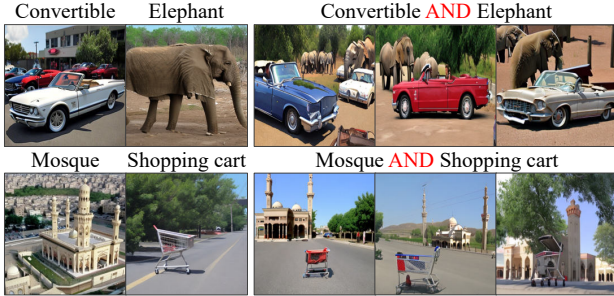 Convertible Elephant Convertible AND Elephant
Mosque Shopping cart Mosque AND Shopping cart